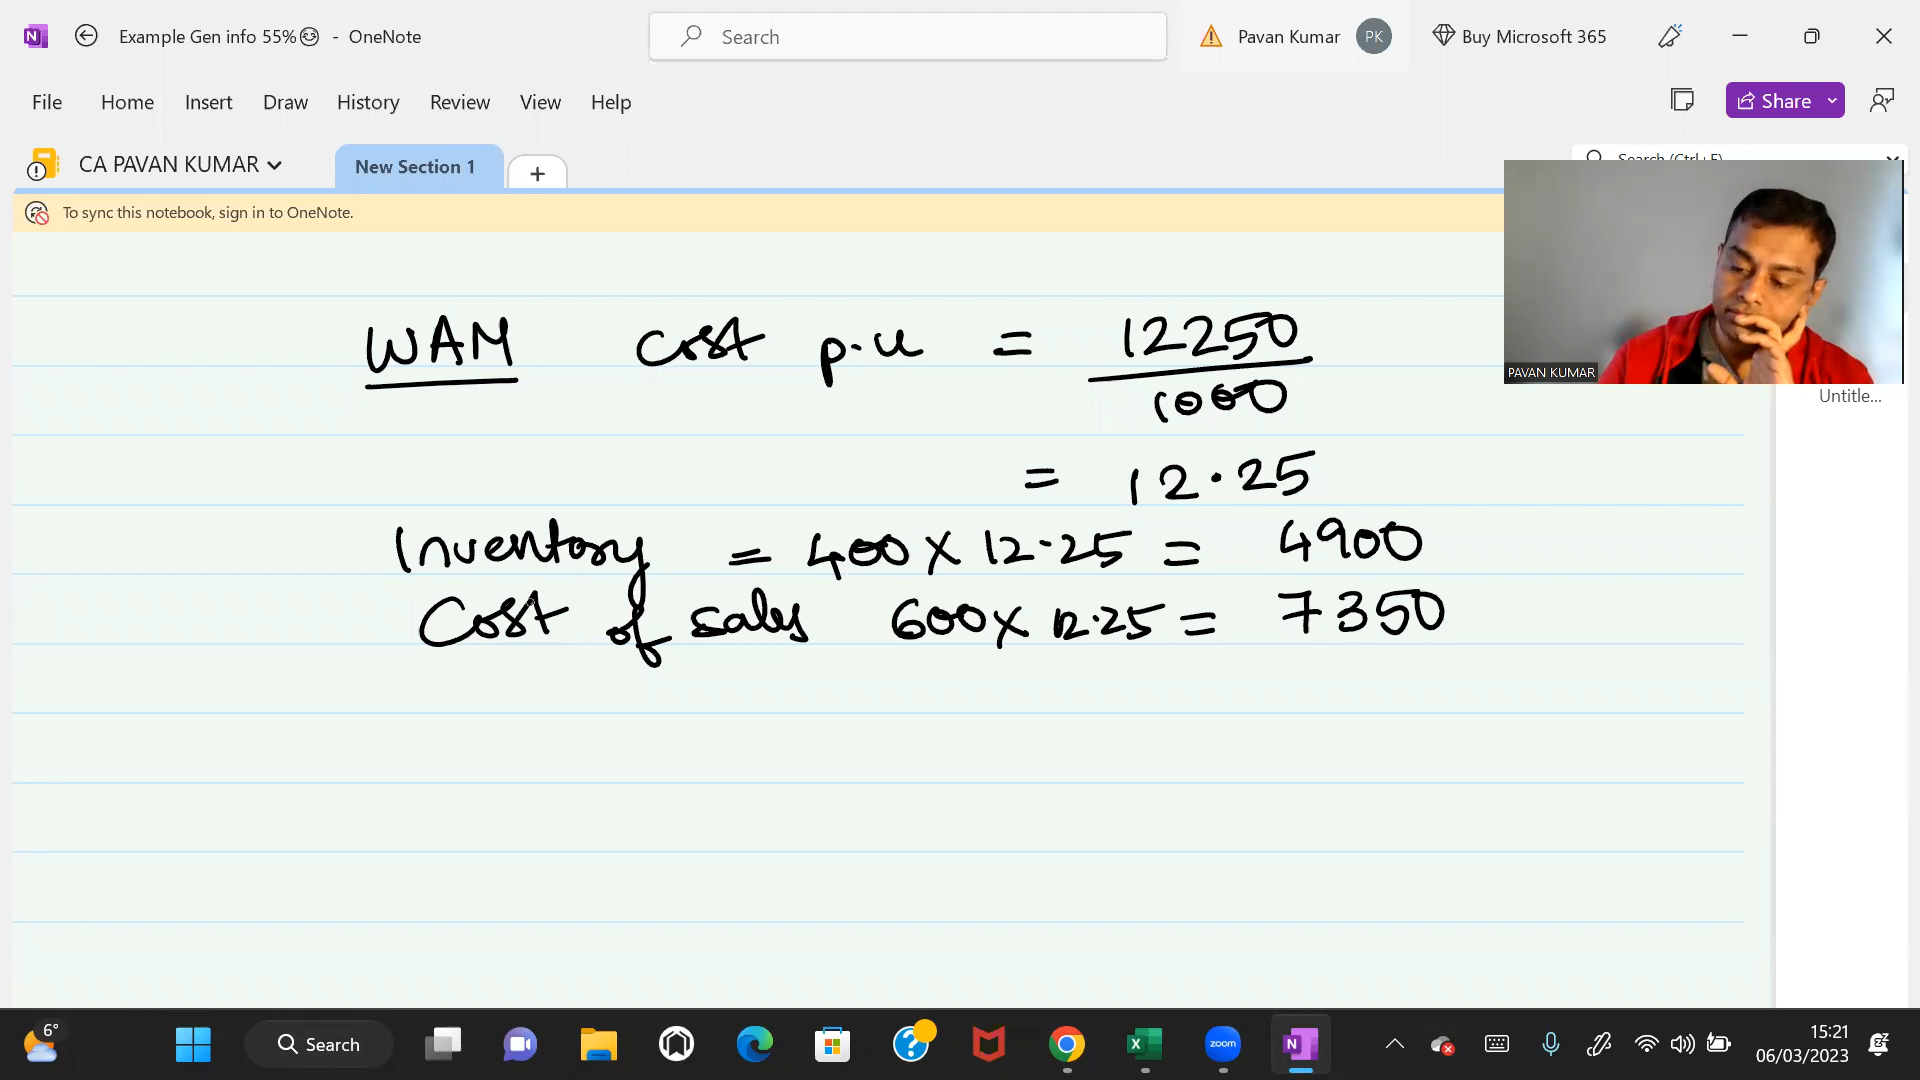 Example Gen info 55% - OneNote
Search
Pavan Kumar
PK
Buy Microsoft 365
File Home Insert Draw History Review View Help
Share
CA PAVAN KUMAR
New Section 1
+
Search (Ctrl+E)
To sync this notebook, sign in to OneNote.
PAVAN KUMAR
Untitle...
WAM Cost p.u = 12250
1000
= 12.25
Inventory = 400 X 12.25 = 4900
Cost of sales 600 X 12.25 = 7350
6°
Search
zoom
15:21
06/03/2023